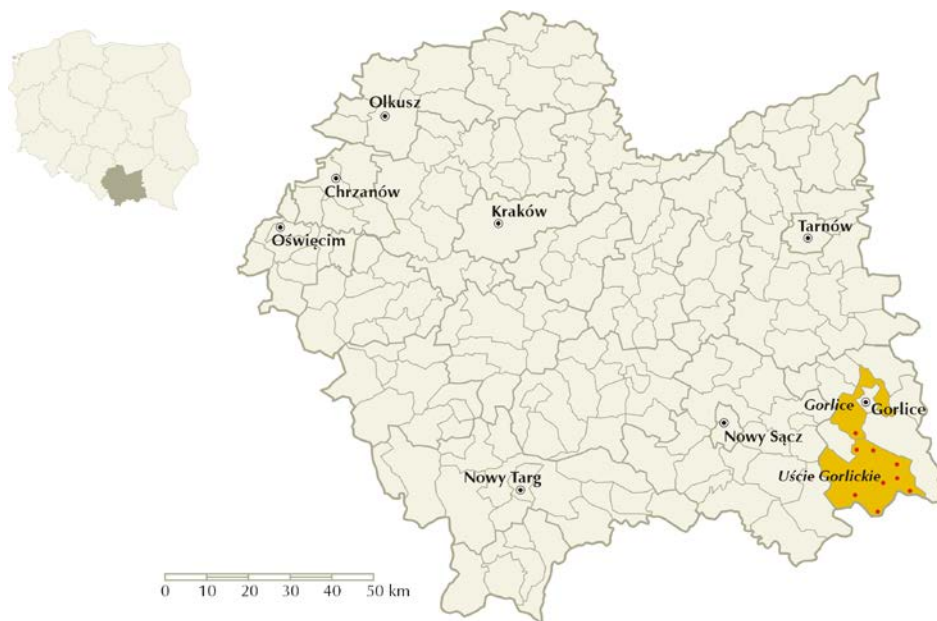 Olkusz
Chrzanów
Kraków
Tarnów
Oświęcim
Gorlice
Gorlice
Nowy Sącz
Uście Gorlickie
Nowy Targ
0 10 20 30 40 50 km